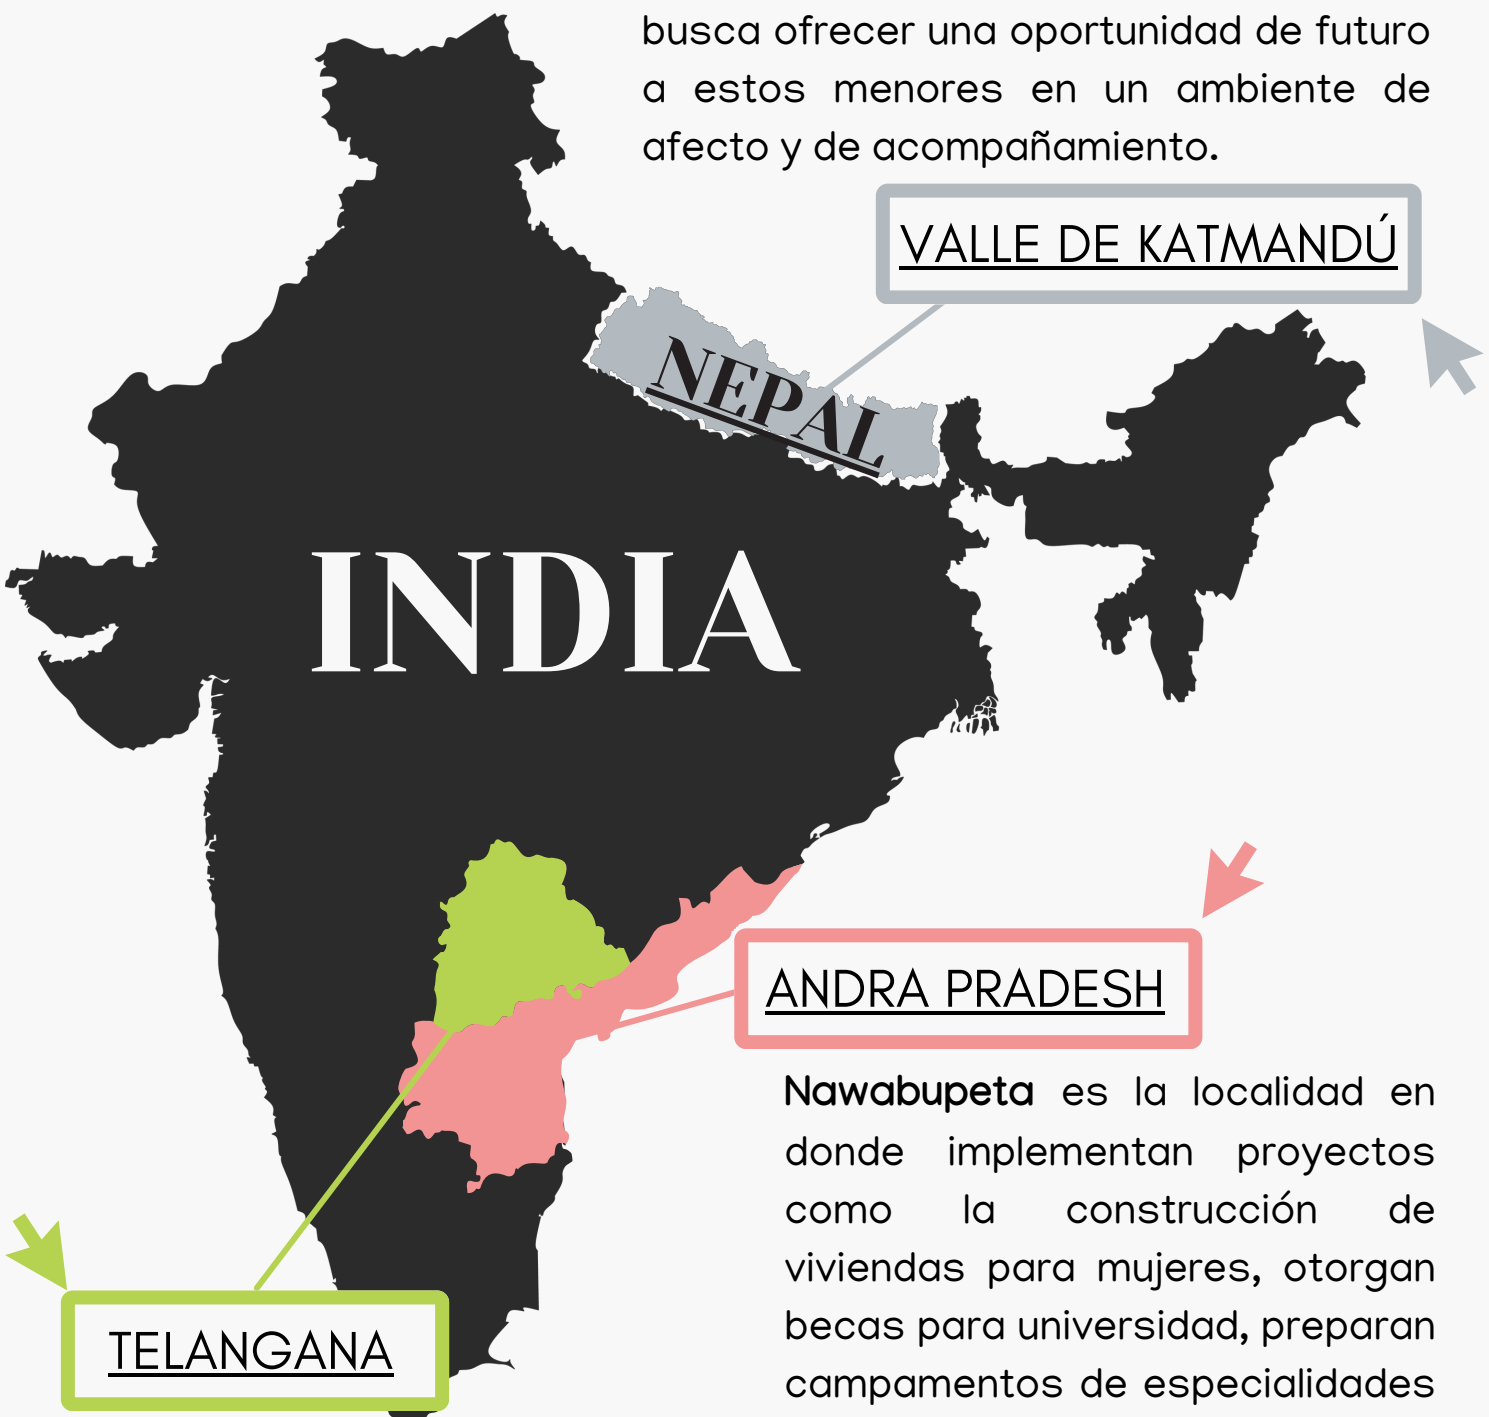 busca ofrecer una oportunidad de futuro
a estos menores en un ambiente de
afecto y de acompañamiento.
VALLE DE KATMANDÚ
NEPAL
INDIA
ANDRA PRADESH
Nawabupeta es la localidad en
donde implementan proyectos
como la construcción de
viviendas para mujeres, otorgan
becas para universidad, preparan
campamentos de especialidades
TELANGANA